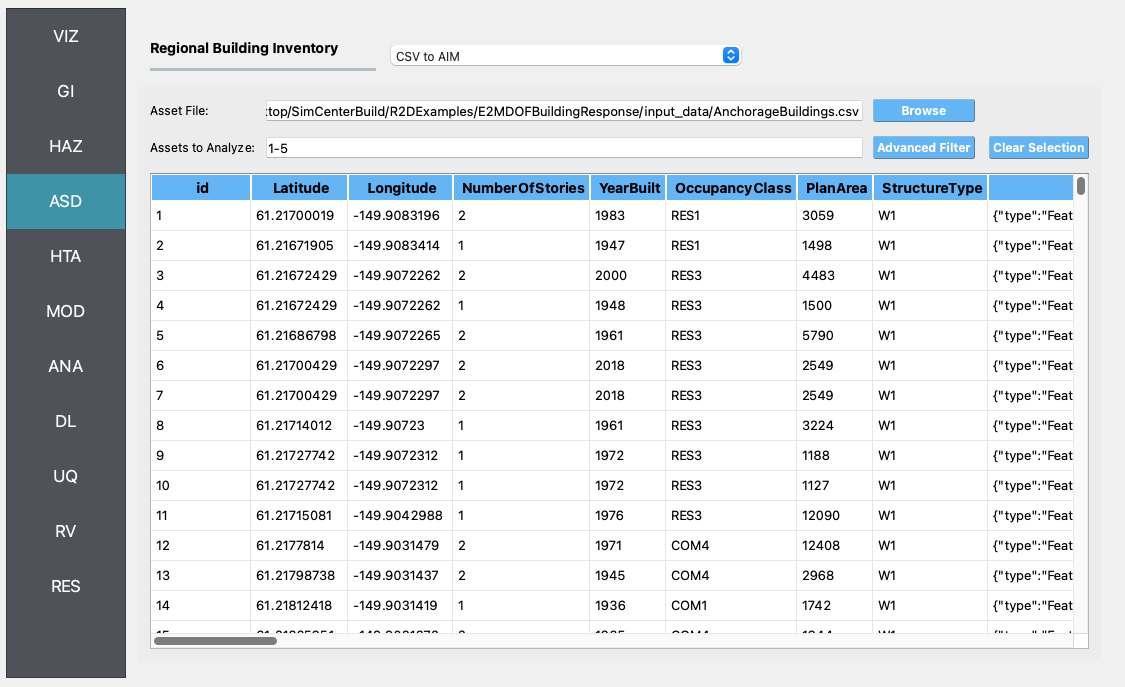 VIZ
GI
HAZ
ASD
HTA
MOD
ANA
DL
UQ
RV
RES
Regional Building Inventory
CSV to AIM
Asset File: :top/SimCenterBuild/R2DExamples/E2MDOFBuildingResponse/input_data/AnchorageBuildings.csv Browse
Assets to Analyze: 1-5 Advanced Filter Clear Selection
id Latitude Longitude NumberOfStories YearBuilt OccupancyClass PlanArea StructureType
1 61.21700019 -149.9083196 2 1983 RES1 3059 W1 {"type":"Feat
2 61.21671905 -149.9083414 1 1947 RES1 1498 W1 {"type":"Feat
3 61.21672429 -149.9072262 2 2000 RES3 4483 W1 {"type":"Feat
4 61.21672429 -149.9072262 1 1948 RES3 1500 W1 {"type":"Feat
5 61.21686798 -149.9072265 2 1961 RES3 5790 W1 {"type":"Feat
6 61.21700429 -149.9072297 2 2018 RES3 2549 W1 {"type":"Feat
7 61.21700429 -149.9072297 2 2018 RES3 2549 W1 {"type":"Feat
8 61.21714012 -149.90723 1 1961 RES3 3224 W1 {"type":"Feat
9 61.21727742 -149.9072312 1 1972 RES3 1188 W1 {"type":"Feat
10 61.21727742 -149.9072312 1 1972 RES3 1127 W1 {"type":"Feat
11 61.21715081 -149.9042988 1 1976 RES3 12090 W1 {"type":"Feat
12 61.2177814 -149.9031479 2 1971 COM4 12408 W1 {"type":"Feat
13 61.21798738 -149.9031437 2 1945 COM4 2968 W1 {"type":"Feat
14 61.21812418 -149.9031419 1 1936 COM1 1742 W1 {"type":"Feat